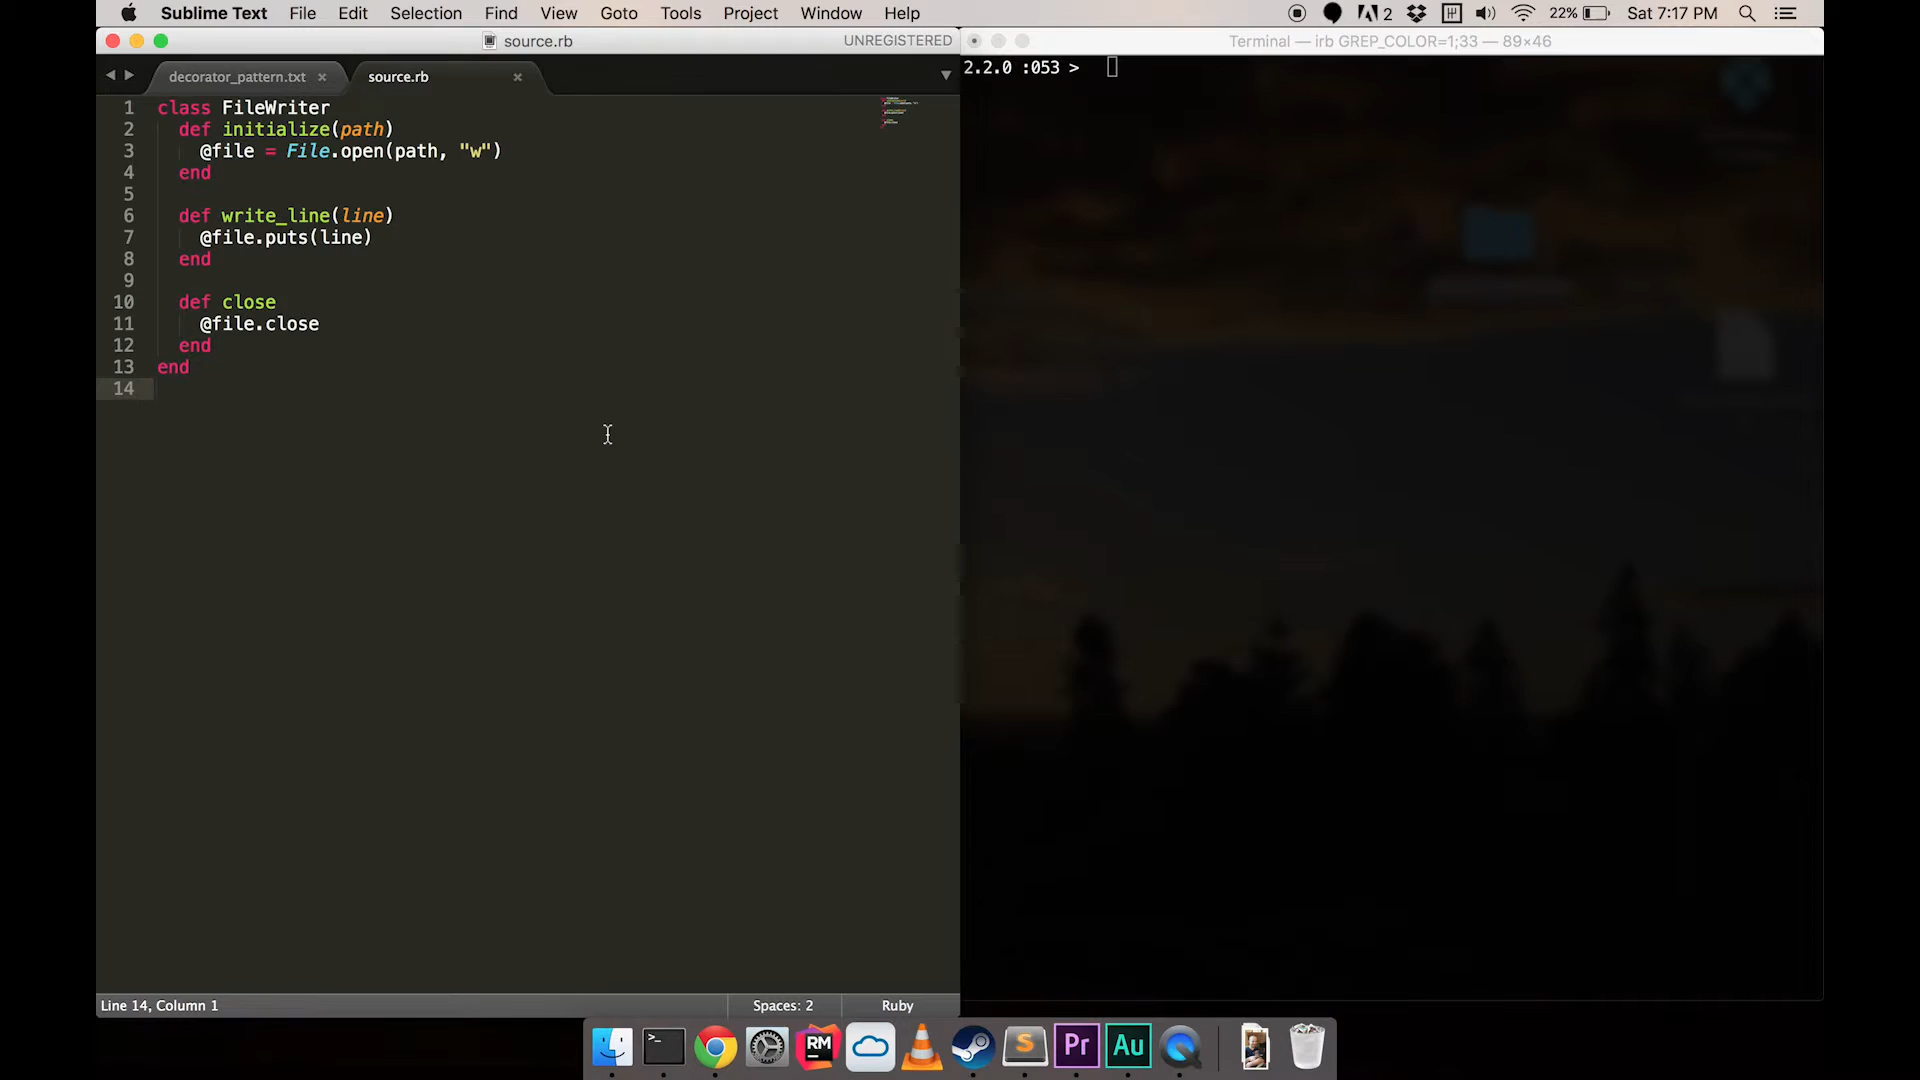 Sublime Text File Edit Selection Find View Goto Tools Project Window Help 2 22% Sat 7:17 PM
source.rb UNREGISTERED
Terminal — irb GREP_COLOR=1;33 — 89×46
decorator_pattern.txt × source.rb ×
2.2.0 :053 >
1 class FileWriter
2 def initialize(path)
3 @file = File.open(path, "w")
4 end
5
6 def write_line(line)
7 @file.puts(line)
8 end
9
10 def close
11 @file.close
12 end
13 end
14
Line 14, Column 1 Spaces: 2 Ruby
>_ RM S Pr Au